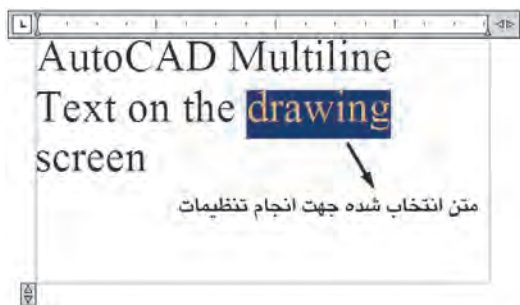 L
AutoCAD Multiline
Text on the drawing
screen
متن انتخاب شده جهت انجام تنظیمات